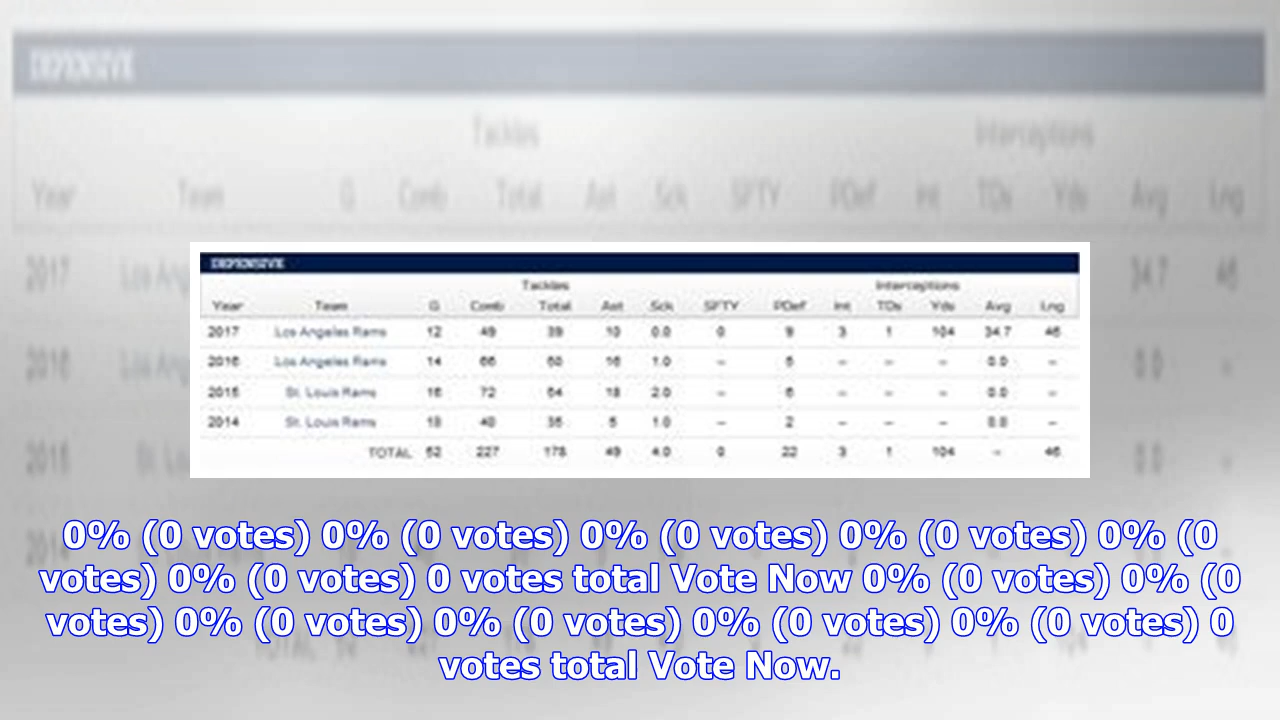 DEFENSIVE
Tackles Interceptions
Year Team G Comb Total Ast Sck SFTY PDef Int TDs Yds Avg Lng
2017 Los Angeles Rams 12 49 39 10 0.0 0 9 3 1 104 34.7 46
2016 Los Angeles Rams 14 66 50 16 1.0 -- 5 -- -- -- 0.0 --
2015 St. Louis Rams 16 72 54 18 2.0 -- 6 -- -- -- 0.0 --
2014 St. Louis Rams 10 40 35 5 1.0 -- 2 -- -- -- 0.0 --
TOTAL 52 227 178 49 4.0 0 22 3 1 104 -- 46
0% (0 votes) 0% (0 votes) 0% (0 votes) 0% (0 votes) 0% (0
votes) 0% (0 votes) 0 votes total Vote Now 0% (0 votes) 0% (0
votes) 0% (0 votes) 0% (0 votes) 0% (0 votes) 0% (0 votes) 0
votes total Vote Now.